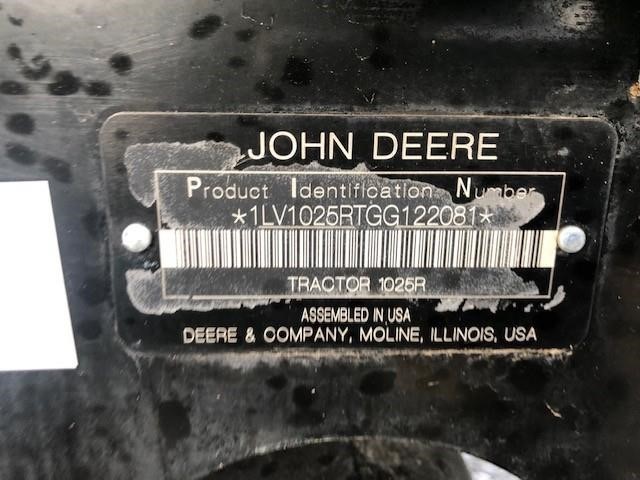 JOHN DEERE
Product Identification Number
*1LV1025RTGG122081*
TRACTOR 1025R
ASSEMBLED IN USA
DEERE & COMPANY, MOLINE, ILLINOIS, USA